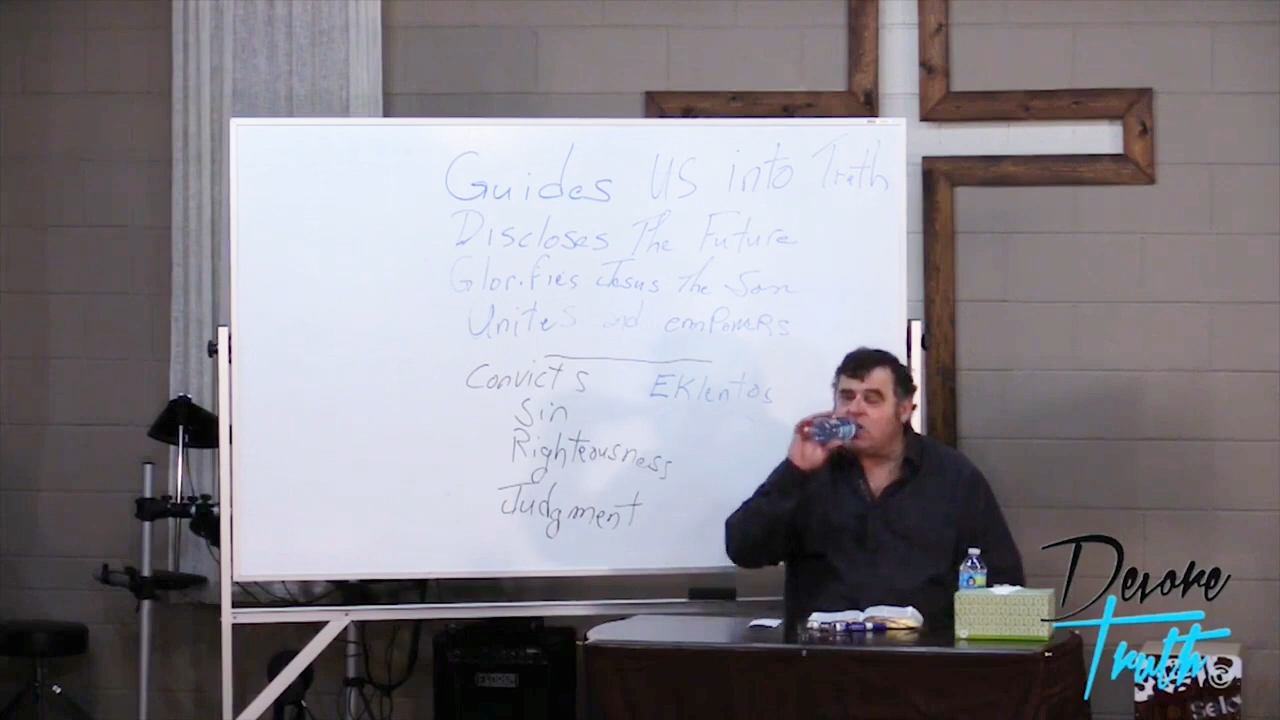 Guides US into Truth
Discloses The Future
Glorifies Jesus The Son
Unites and emPowers
Convicts EKlentos
Sin
Righteousness
Judgment
Desire
Truth